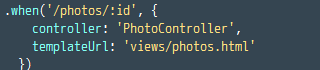 .when('/photos/:id', {
    controller: 'PhotoController',
    templateUrl: 'views/photos.html'
  })